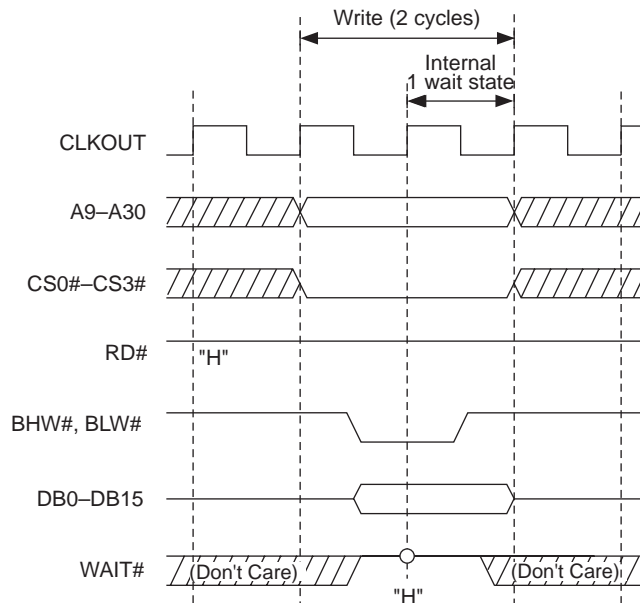 Write (2 cycles)
Internal
1 wait state
CLKOUT
A9–A30
CS0#–CS3#
RD#
"H"
BHW#, BLW#
DB0–DB15
WAIT#
(Don't Care)
(Don't Care)
"H"